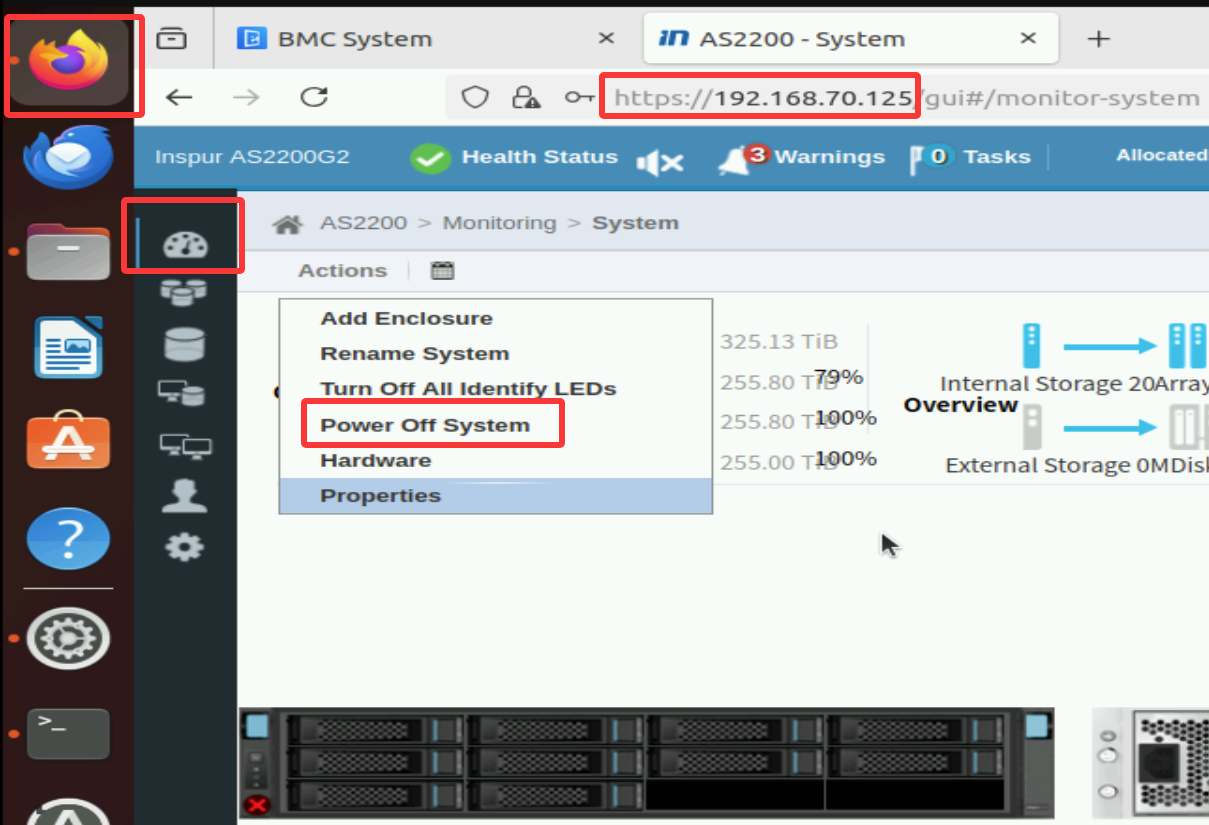 BMC System
AS2200 - System
https://192.168.70.125/gui#/monitor-system
Inspur AS2200G2
Health Status
3 Warnings
0 Tasks
Allocated
AS2200 > Monitoring > System
Actions
Add Enclosure
Rename System
Turn Off All Identify LEDs
Power Off System
Hardware
Properties
325.13 TiB
255.80 TiB 79%
255.80 TiB 100%
255.00 TiB 100%
Internal Storage 20Array
Overview
External Storage 0MDisk